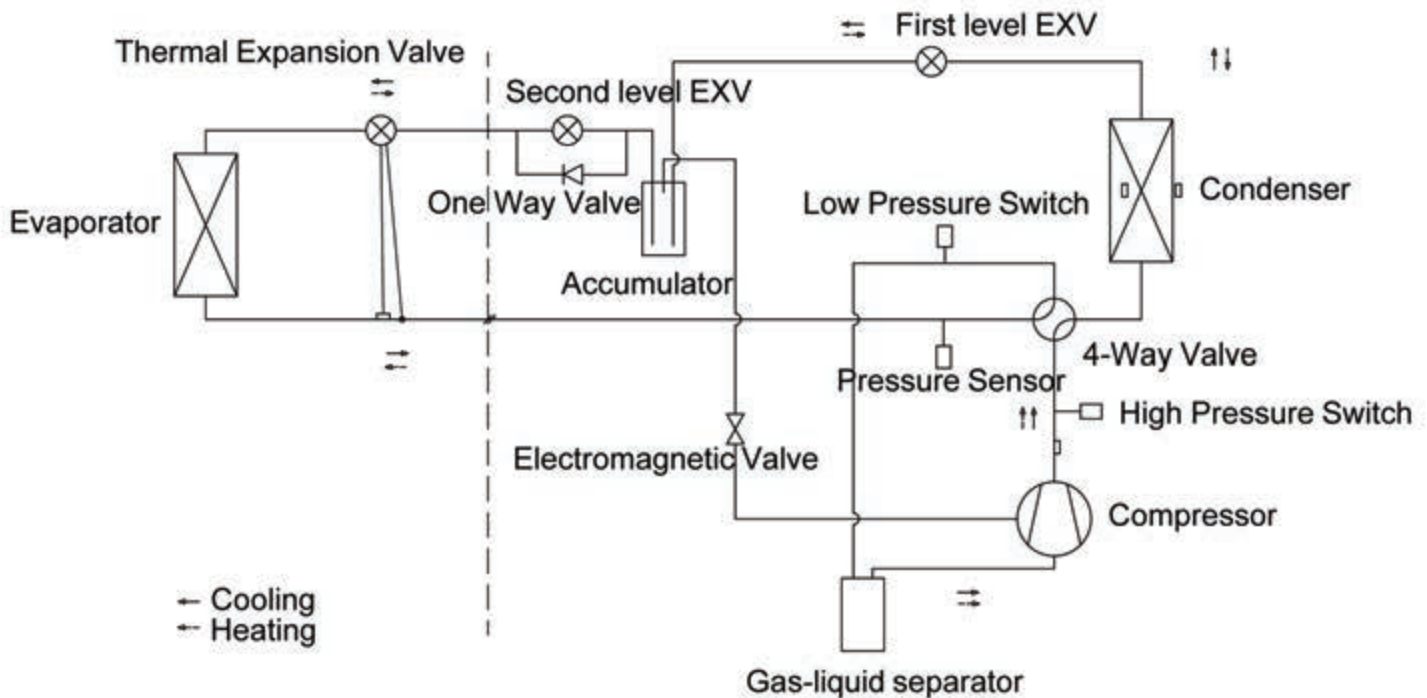 First level EXV
Thermal Expansion Valve
Second level EXV
One Way Valve
Low Pressure Switch
Condenser
Evaporator
Accumulator
4-Way Valve
Pressure Sensor
High Pressure Switch
Electromagnetic Valve
Compressor
Cooling
Heating
Gas-liquid separator